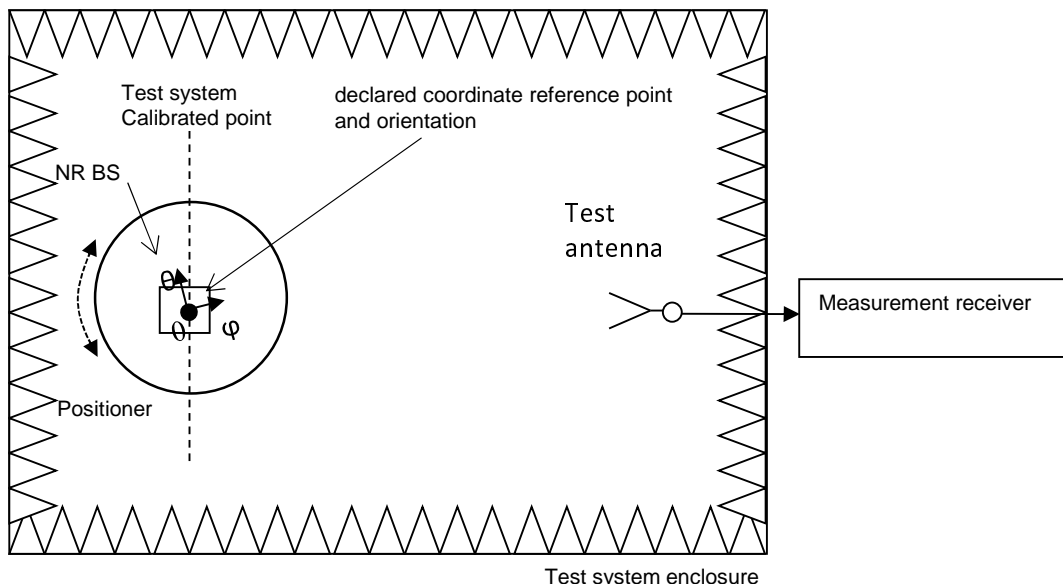 Test system
Calibrated point
declared coordinate reference point
and orientation
NR BS
Test
antenna
θ
θ
φ
Measurement receiver
Positioner
Test system enclosure